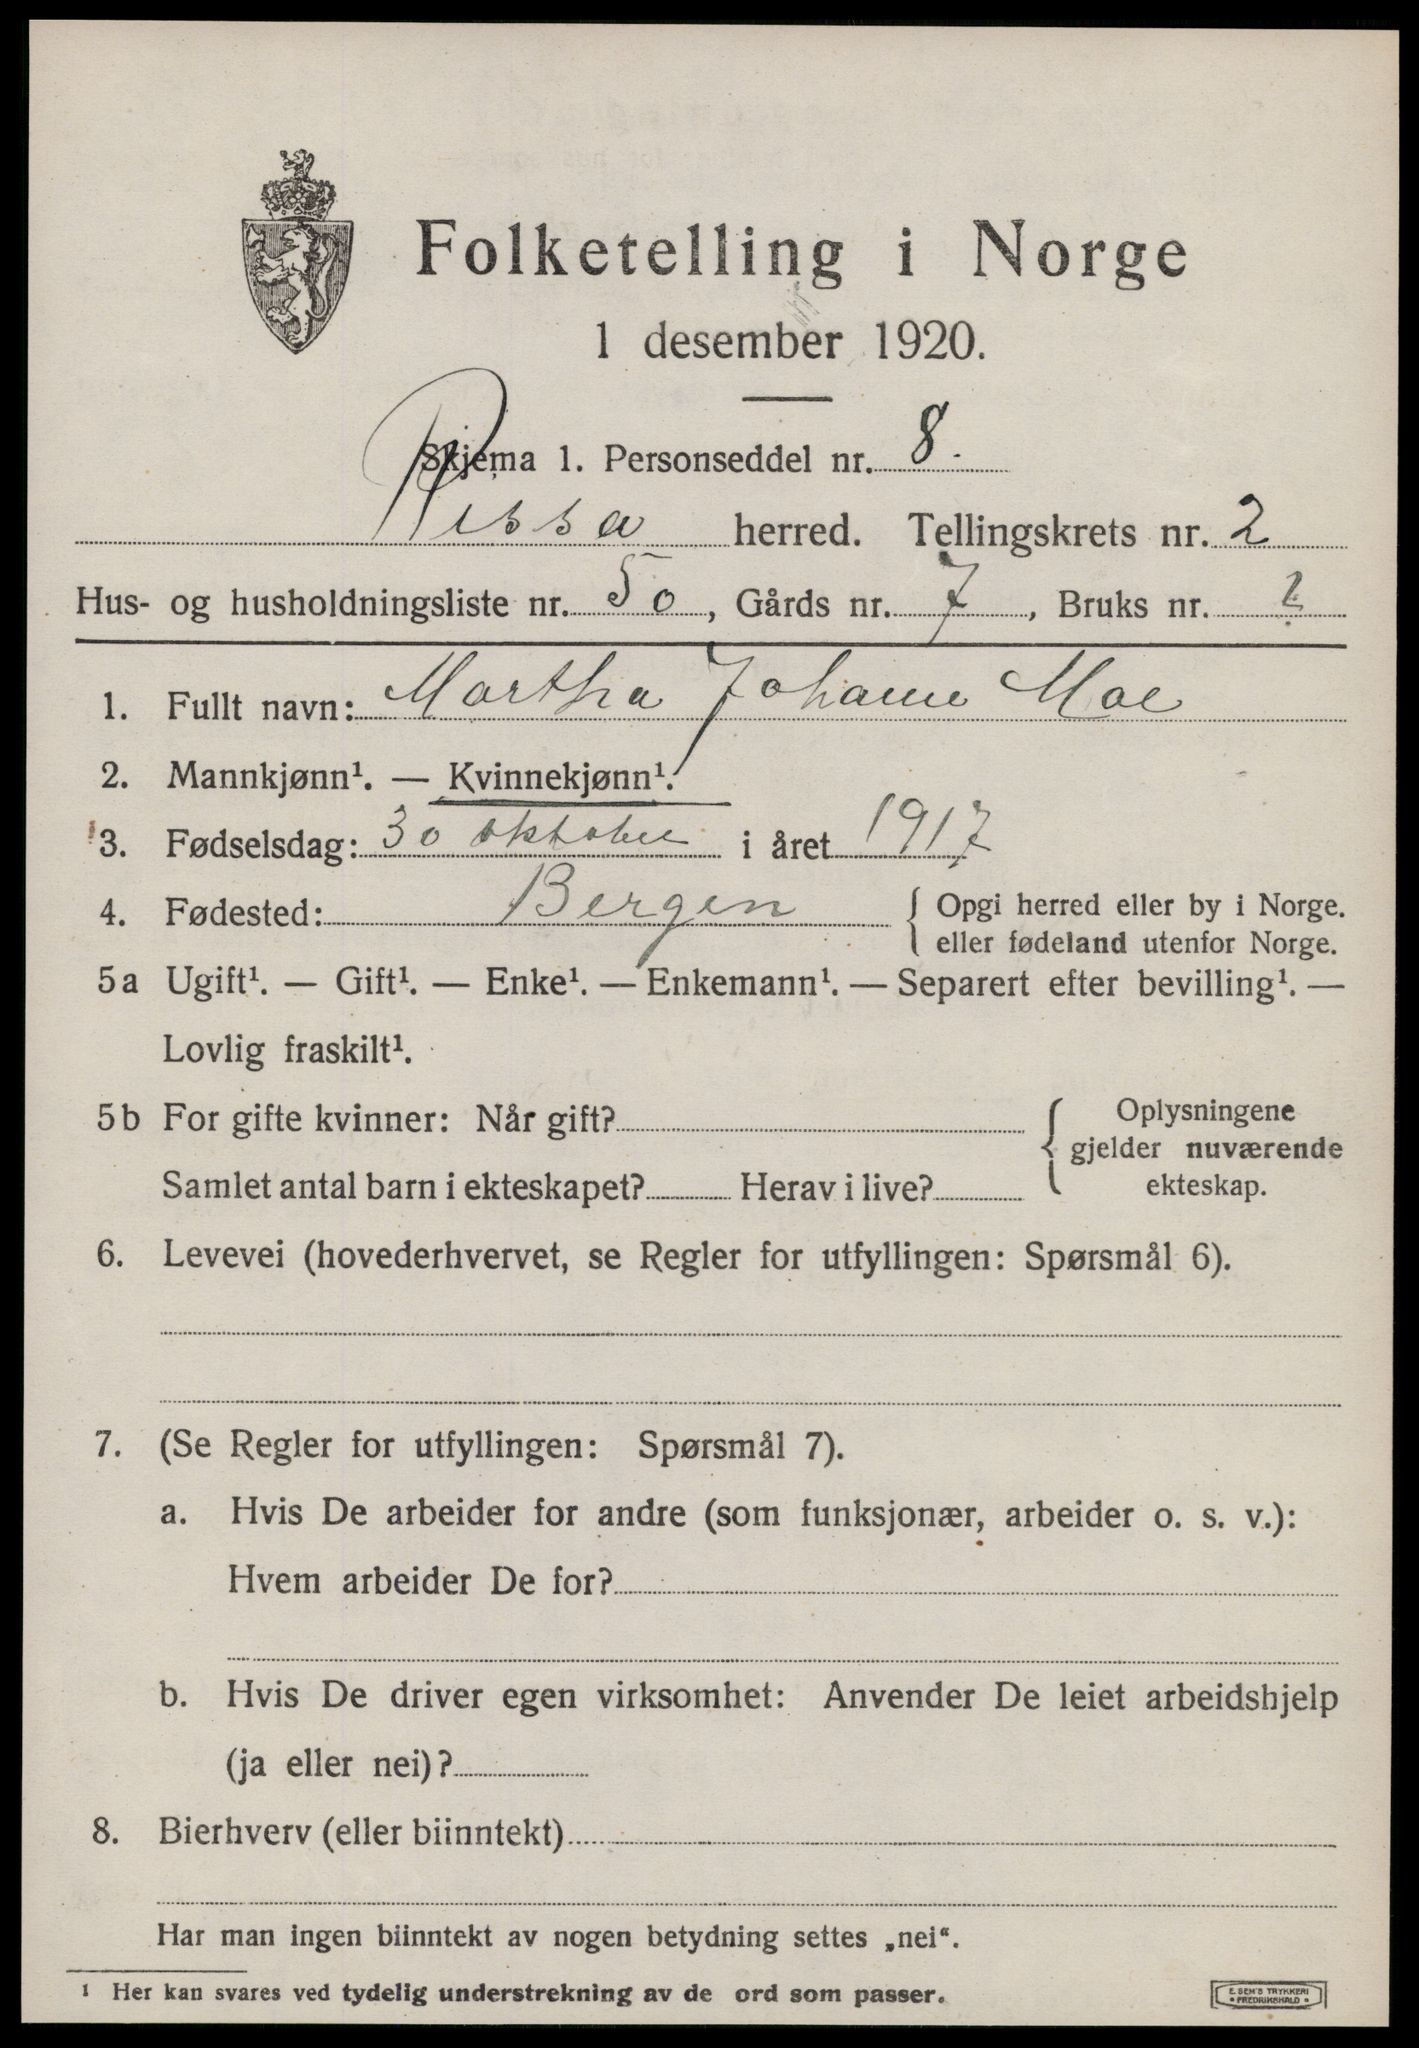 Folketelling i Norge
1 desember 1920.
Skjema 1. Personseddel nr. 8.
Rissa herred. Tellingskrets nr. 2
Hus- og husholdningsliste nr. 50, Gårds nr. 7, Bruks nr.
1. Fullt navn: Martha Johanne Moe
2. Mannkjønn¹. — Kvinnekjønn¹.
3. Fødselsdag: 30 oktober i året 1917
4. Fødested: Bergen { Opgi herred eller by i Norge.
eller fødeland utenfor Norge.
5a Ugift¹. — Gift¹. — Enke¹. — Enkemann¹. — Separert efter bevilling¹. —
Lovlig fraskilt¹.
5b For gifte kvinner: Når gift? { Oplysningene
gjelder nuværende
Samlet antal barn i ekteskapet? Herav i live? ekteskap.
6. Levevei (hovederhvervet, se Regler for utfyllingen: Spørsmål 6).
7. (Se Regler for utfyllingen: Spørsmål 7).
a. Hvis De arbeider for andre (som funksjonær, arbeider o. s. v.):
Hvem arbeider De for?
b. Hvis De driver egen virksomhet: Anvender De leiet arbeidshjelp
(ja eller nei)?
8. Bierhverv (eller biinntekt)
Har man ingen biinntekt av nogen betydning settes „nei“.
¹ Her kan svares ved tydelig understrekning av de ord som passer.
E. SEM'S TRYKKERI
• FREDRIKSHALD •